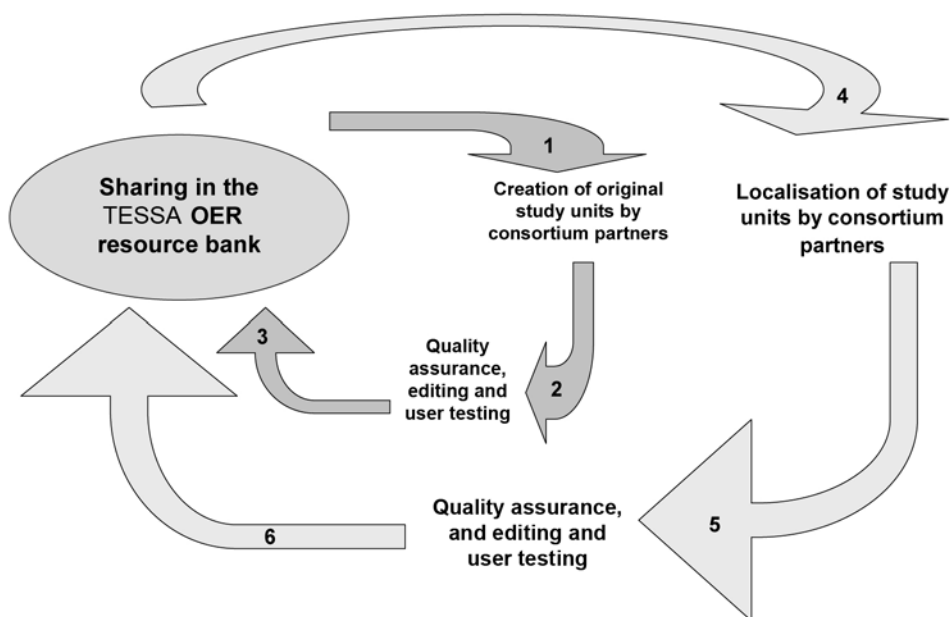 4
1
Sharing in the
TESSA OER
resource bank
Creation of original
study units by
consortium partners
Localisation of study
units by consortium
partners
3
Quality
assurance,
editing and
user testing
2
Quality assurance,
and editing and
user testing
5
6